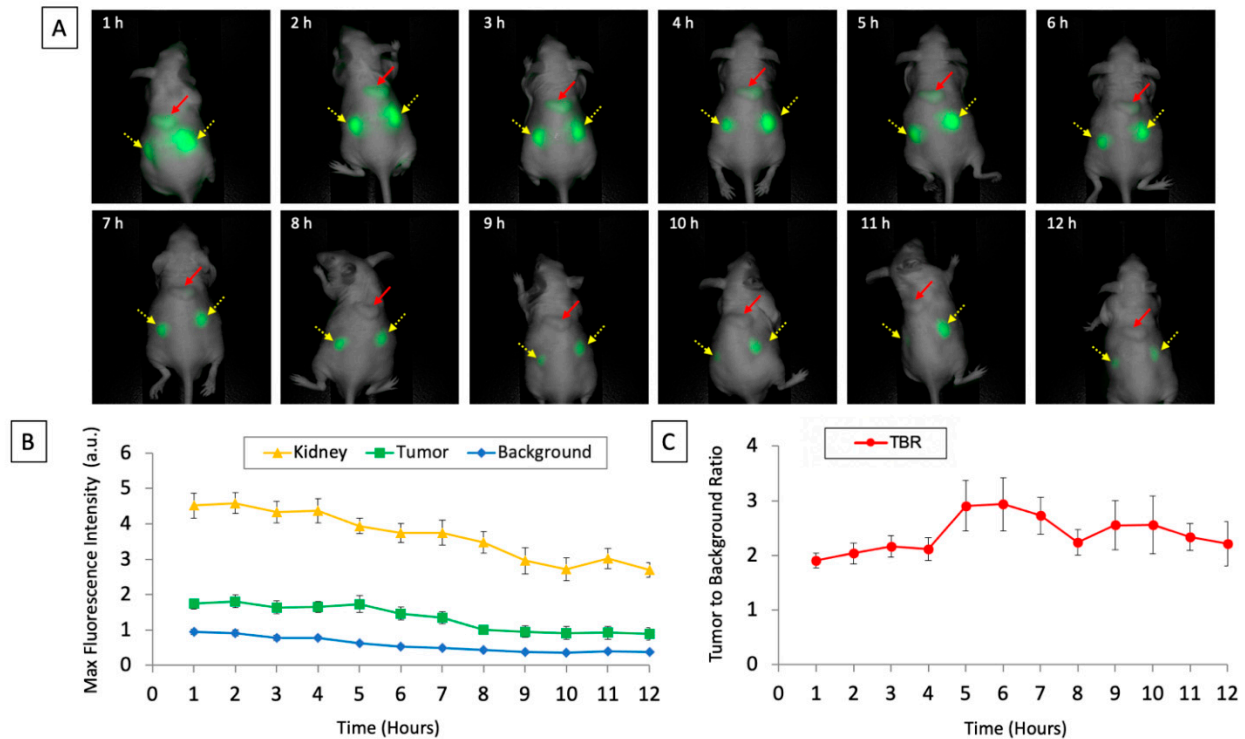 A
1 h
2 h
3 h
4 h
5 h
6 h
7 h
8 h
9 h
10 h
11 h
12 h
B
Kidney Tumor Background
Max Fluorescence Intensity (a.u.)
6
5
4
3
2
1
0
0 1 2 3 4 5 6 7 8 9 10 11 12
Time (Hours)
C
TBR
Tumor to Background Ratio
4
3
2
1
0
0 1 2 3 4 5 6 7 8 9 10 11 12
Time (Hours)